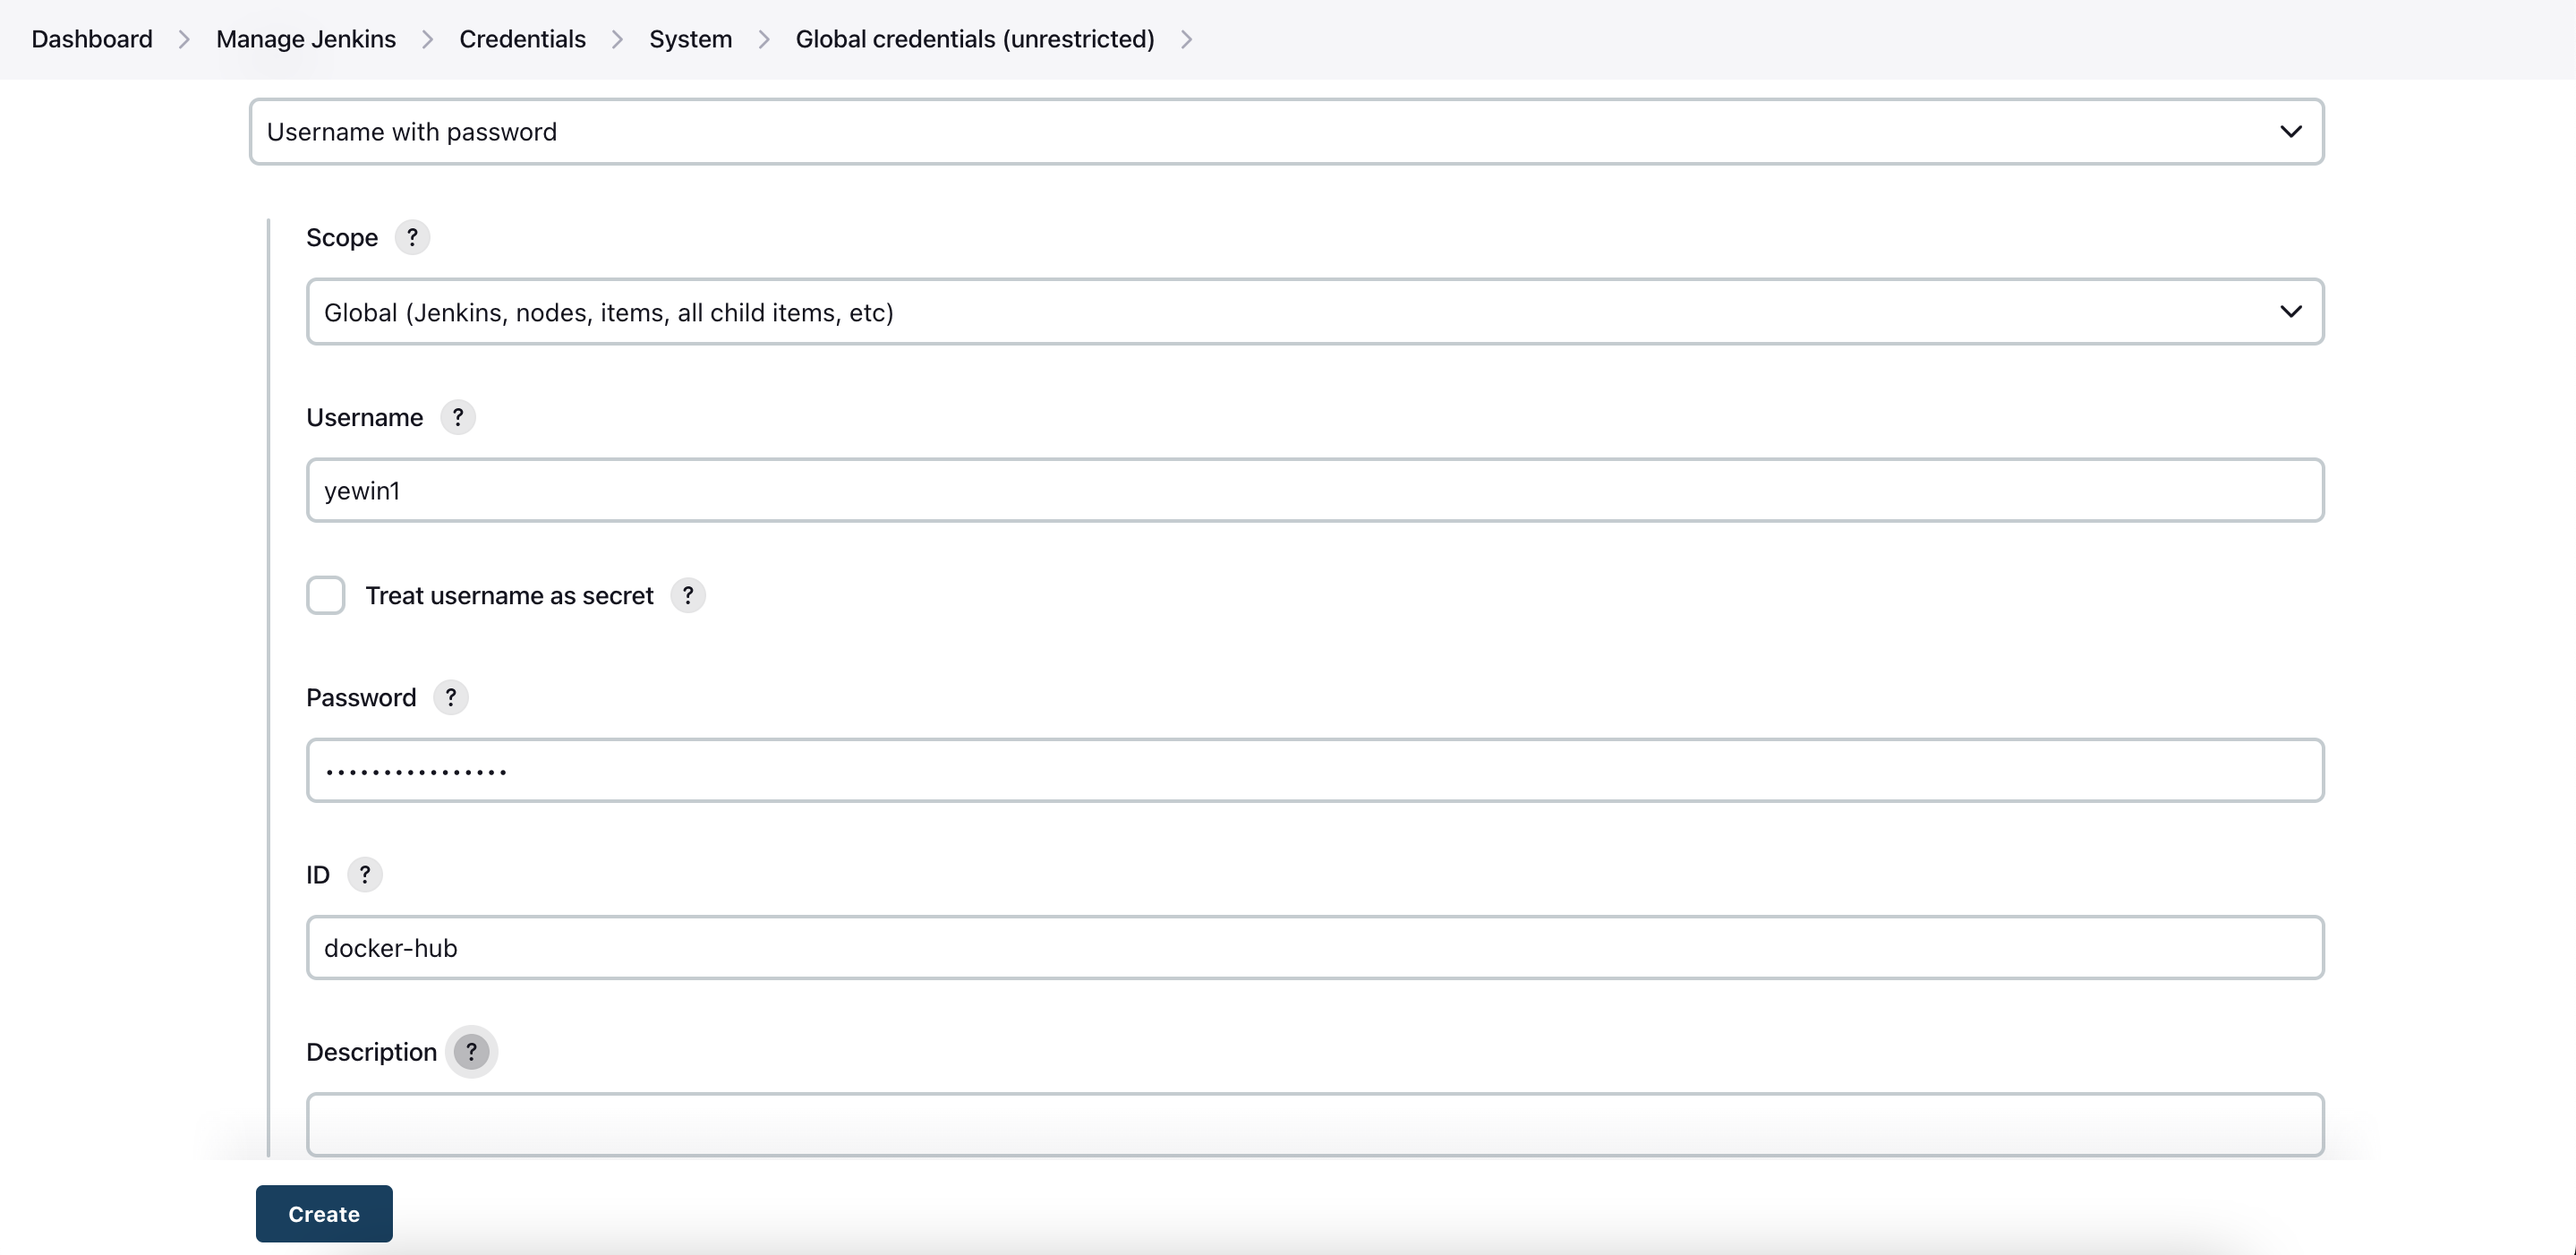 Dashboard > Manage Jenkins > Credentials > System > Global credentials (unrestricted) >
Username with password
Scope ?
Global (Jenkins, nodes, items, all child items, etc)
Username ?
yewin1
Treat username as secret ?
Password ?
••••••••••••••••
ID ?
docker-hub
Description ?
Create